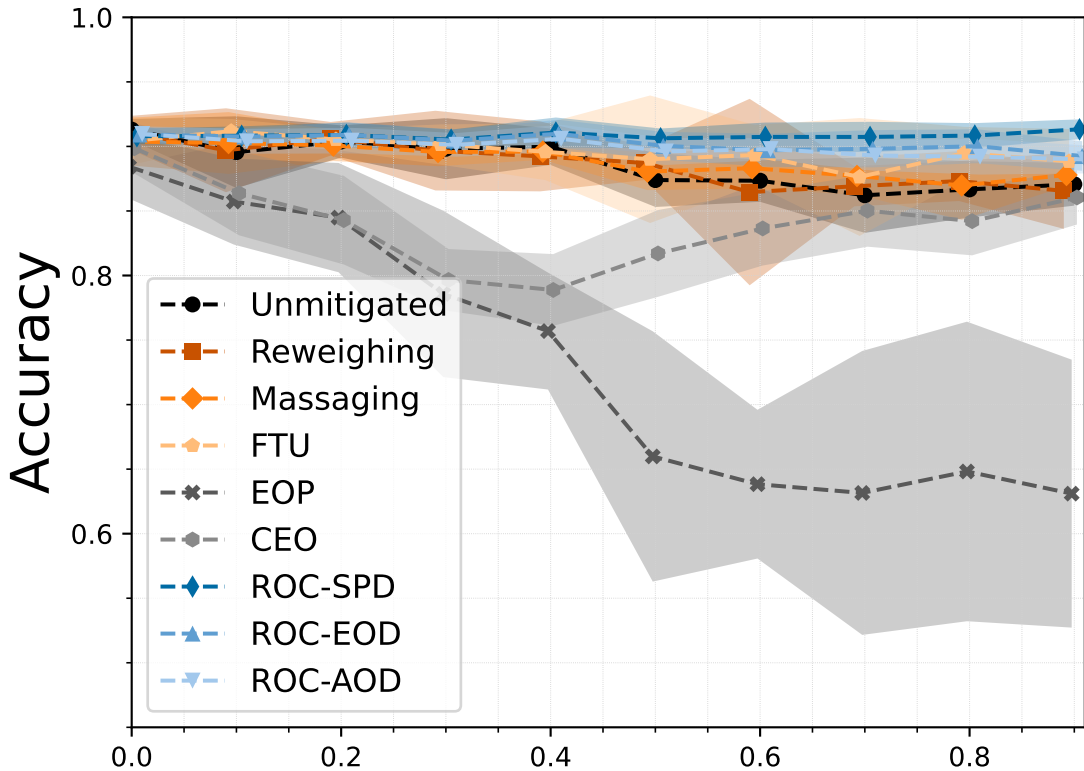 1.0
0.8
0.6
Accuracy
Unmitigated
Reweighing
Massaging
FTU
EOP
CEO
ROC-SPD
ROC-EOD
ROC-AOD
0.0 0.2 0.4 0.6 0.8